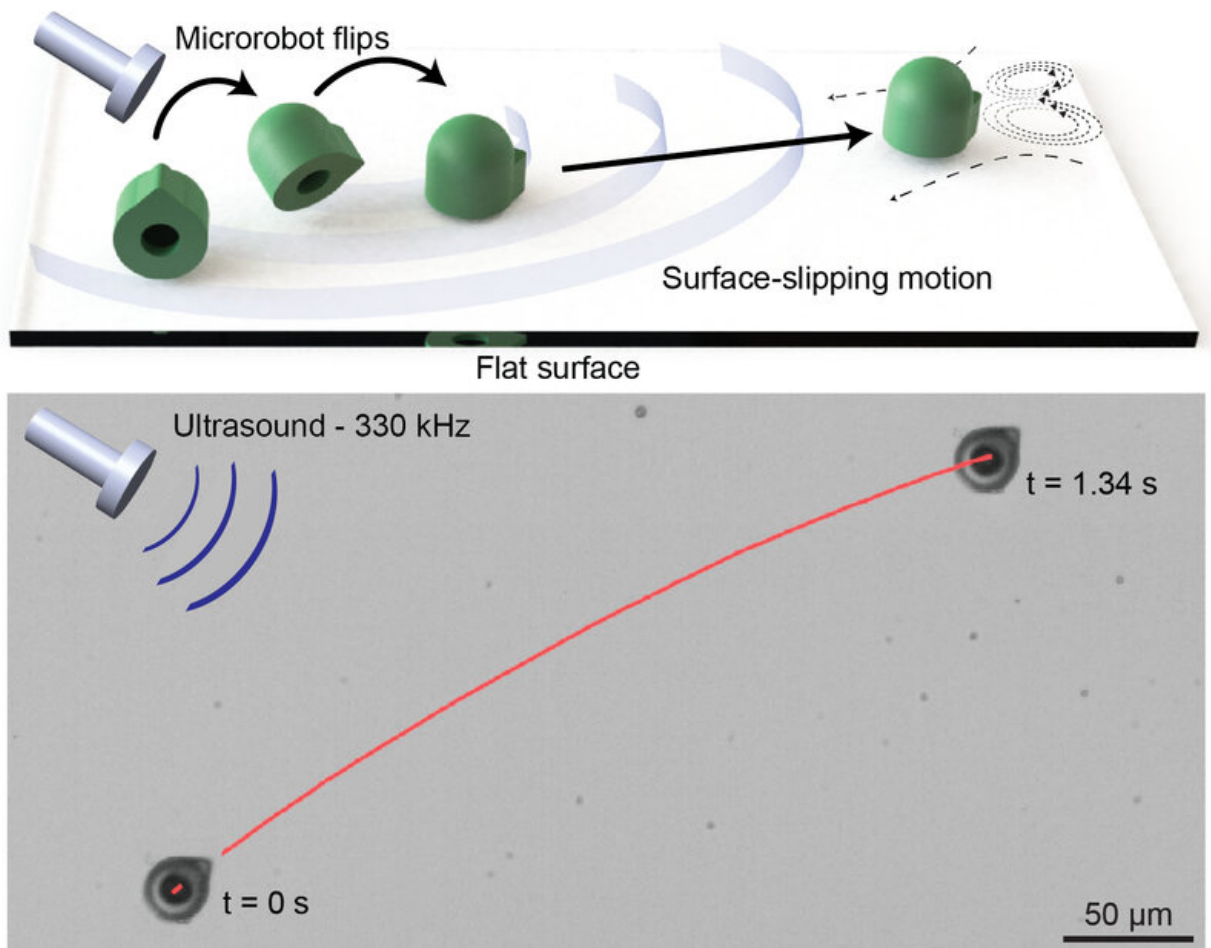 Microrobot flips
Surface-slipping motion
Flat surface
Ultrasound - 330 kHz
t = 1.34 s
t = 0 s
50 µm